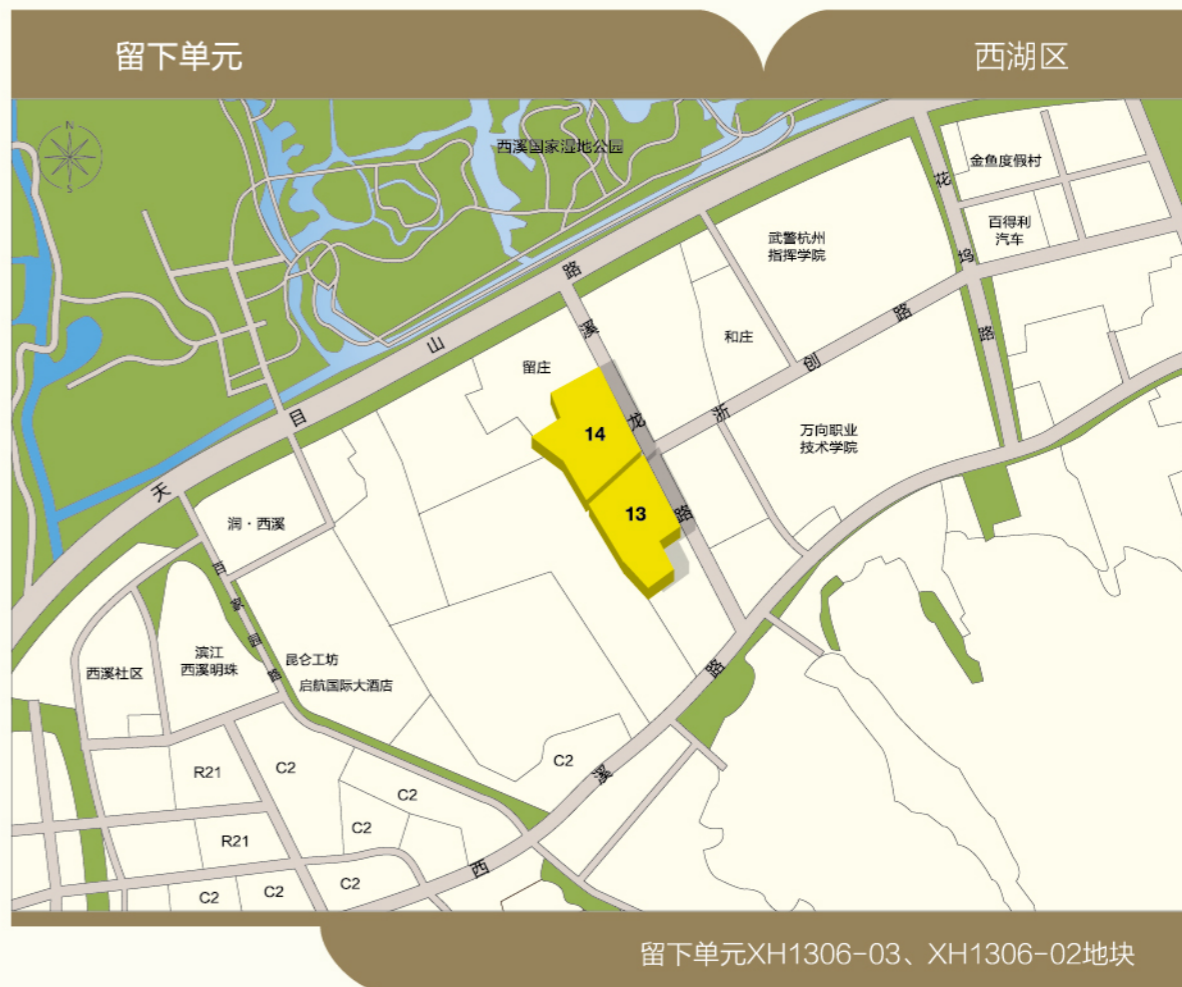 留下单元
西湖区
N
S
西溪国家湿地公园
金鱼度假村
花坞路
百得利
汽车
武警杭州
指挥学院
天目山路
溪龙路
和庄
浙创路
留庄
14
13
万向职业
技术学院
润·西溪
百家园路
滨江
西溪明珠
西溪社区
昆仑工坊
启航国际大酒店
西溪路
C2
R21
C2
C2
C2
R21
C2
C2
C2
留下单元XH1306-03、XH1306-02地块